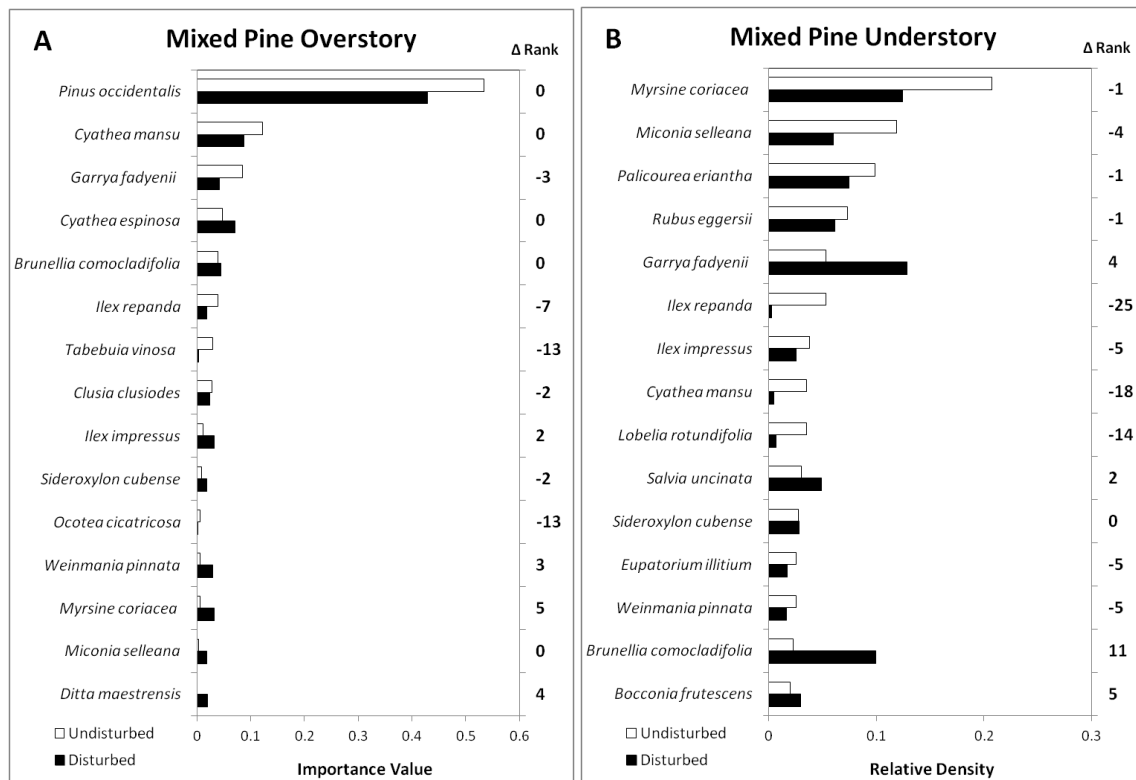 A
Mixed Pine Overstory
Δ Rank
Pinus occidentalis
0
Cyathea mansu
0
Garrya fadyenii
-3
Cyathea espinosa
0
Brunellia comocladifolia
0
Ilex repanda
-7
Tabebuia vinosa
-13
Clusia clusiodes
-2
Ilex impressus
2
Sideroxylon cubense
-2
Ocotea cicatricosa
-13
Weinmania pinnata
3
Myrsine coriacea
5
Miconia selleana
0
Ditta maestrensis
4
0 0.1 0.2 0.3 0.4 0.5 0.6
Undisturbed
Disturbed
Importance Value
B
Mixed Pine Understory
Δ Rank
Myrsine coriacea
-1
Miconia selleana
-4
Palicourea eriantha
-1
Rubus eggersii
-1
Garrya fadyenii
4
Ilex repanda
-25
Ilex impressus
-5
Cyathea mansu
-18
Lobelia rotundifolia
-14
Salvia uncinata
2
Sideroxylon cubense
0
Eupatorium illitium
-5
Weinmania pinnata
-5
Brunellia comocladifolia
11
Bocconia frutescens
5
0 0.1 0.2 0.3
Undisturbed
Disturbed
Relative Density